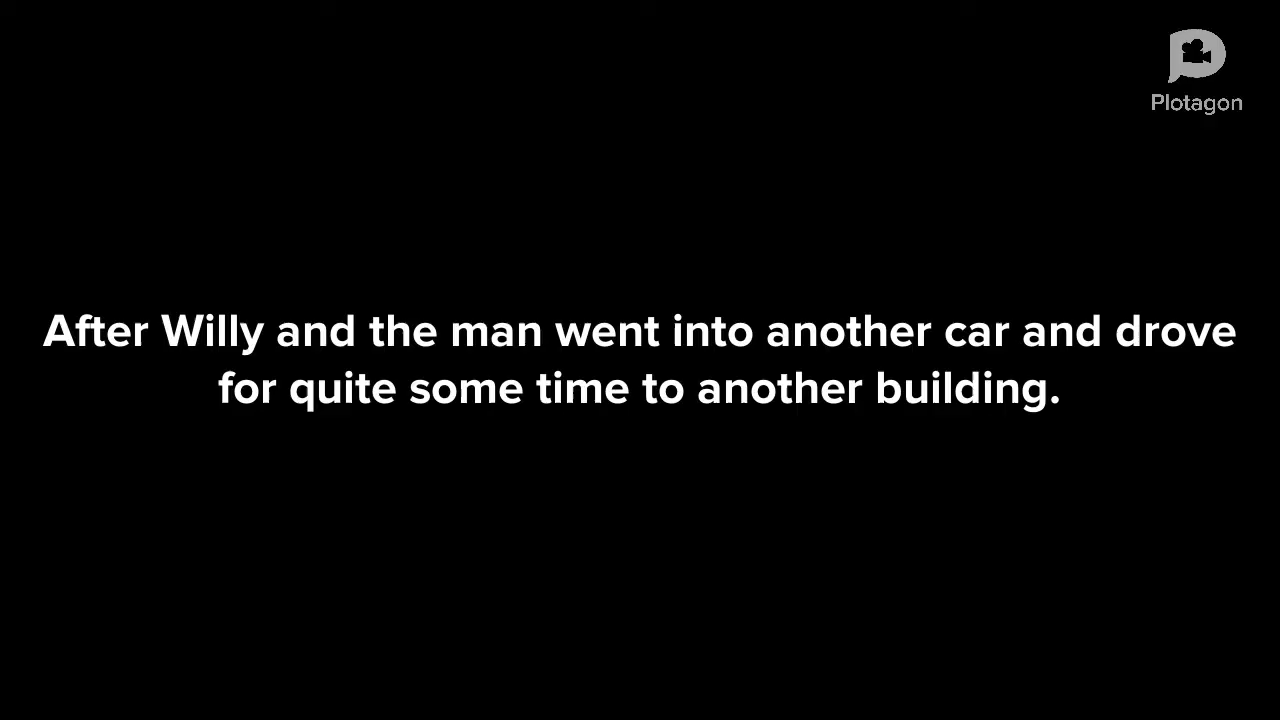 Plotagon
After Willy and the man went into another car and drove
for quite some time to another building.